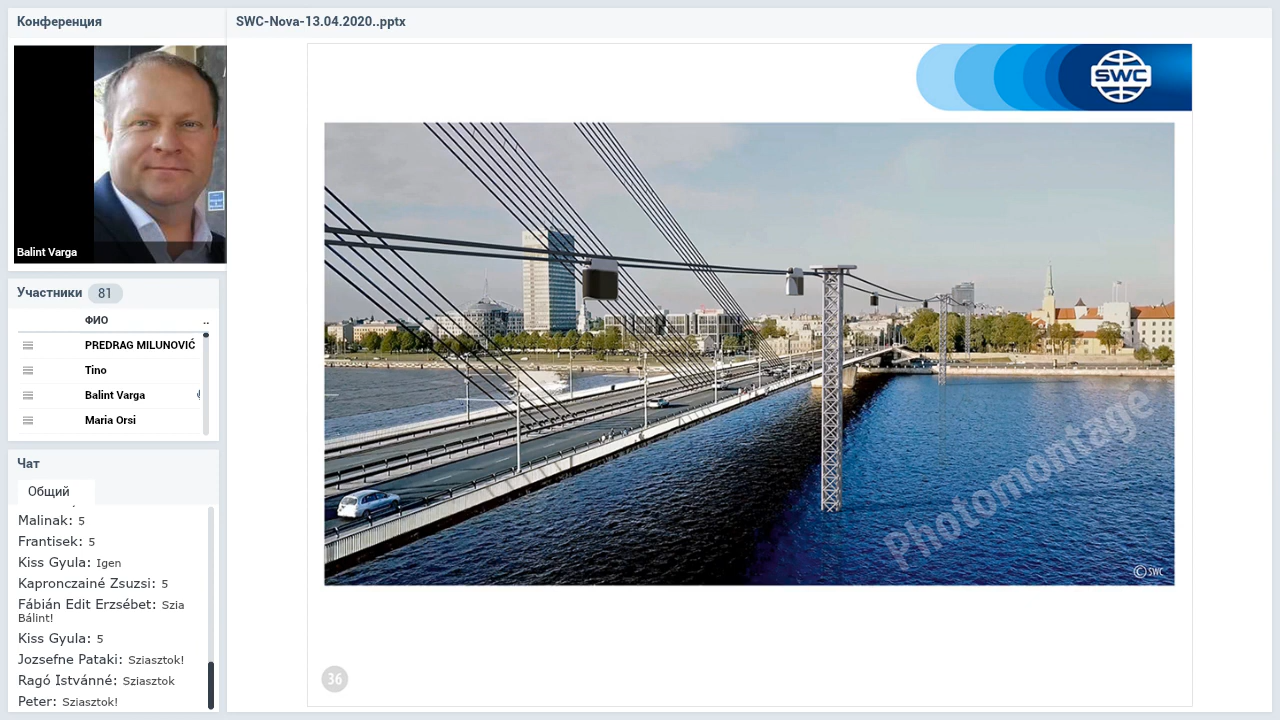 Конференция
SWC-Nova-13.04.2020..pptx
SWC
Balint Varga
Участники 81
ФИО ..
PREDRAG MILUNOVIĆ
Tino
Balint Varga
Maria Orsi
Чат
Общий
Malinak: 5
Frantisek: 5
Kiss Gyula: Igen
Kapronczainé Zsuzsi: 5
Fábián Edit Erzsébet: Szia
Bálint!
Kiss Gyula: 5
Jozsefne Pataki: Sziasztok!
Ragó Istvánné: Sziasztok
Peter: Sziasztok!
Photomontage
© SWC
36